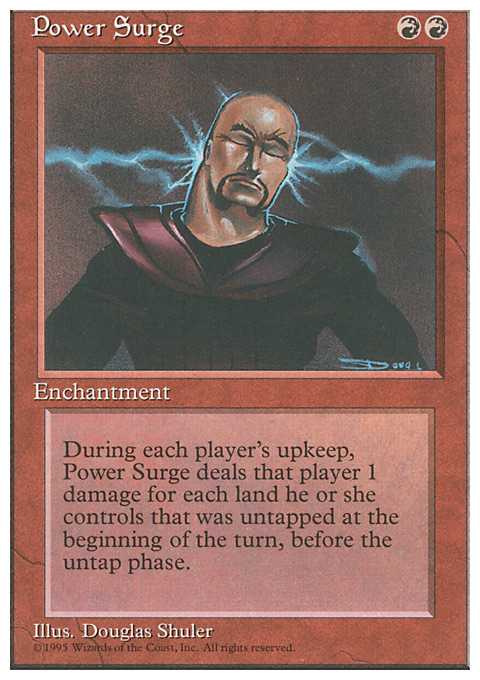 Power Surge
Enchantment
During each player's upkeep,
Power Surge deals that player 1
damage for each land he or she
controls that was untapped at the
beginning of the turn, before the
untap phase.
Illus. Douglas Shuler
©1995 Wizards of the Coast, Inc. All rights reserved.